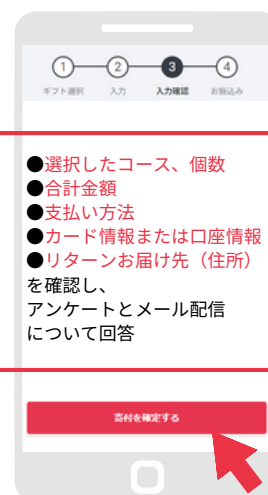 1 2 3 4
ギフト選択 入力 入力確認 お振込み
●選択したコース、個数
●合計金額
●支払い方法
●カード情報または口座情報
●リターンお届け先（住所）
を確認し、
アンケートとメール配信
について回答
寄付を確定する